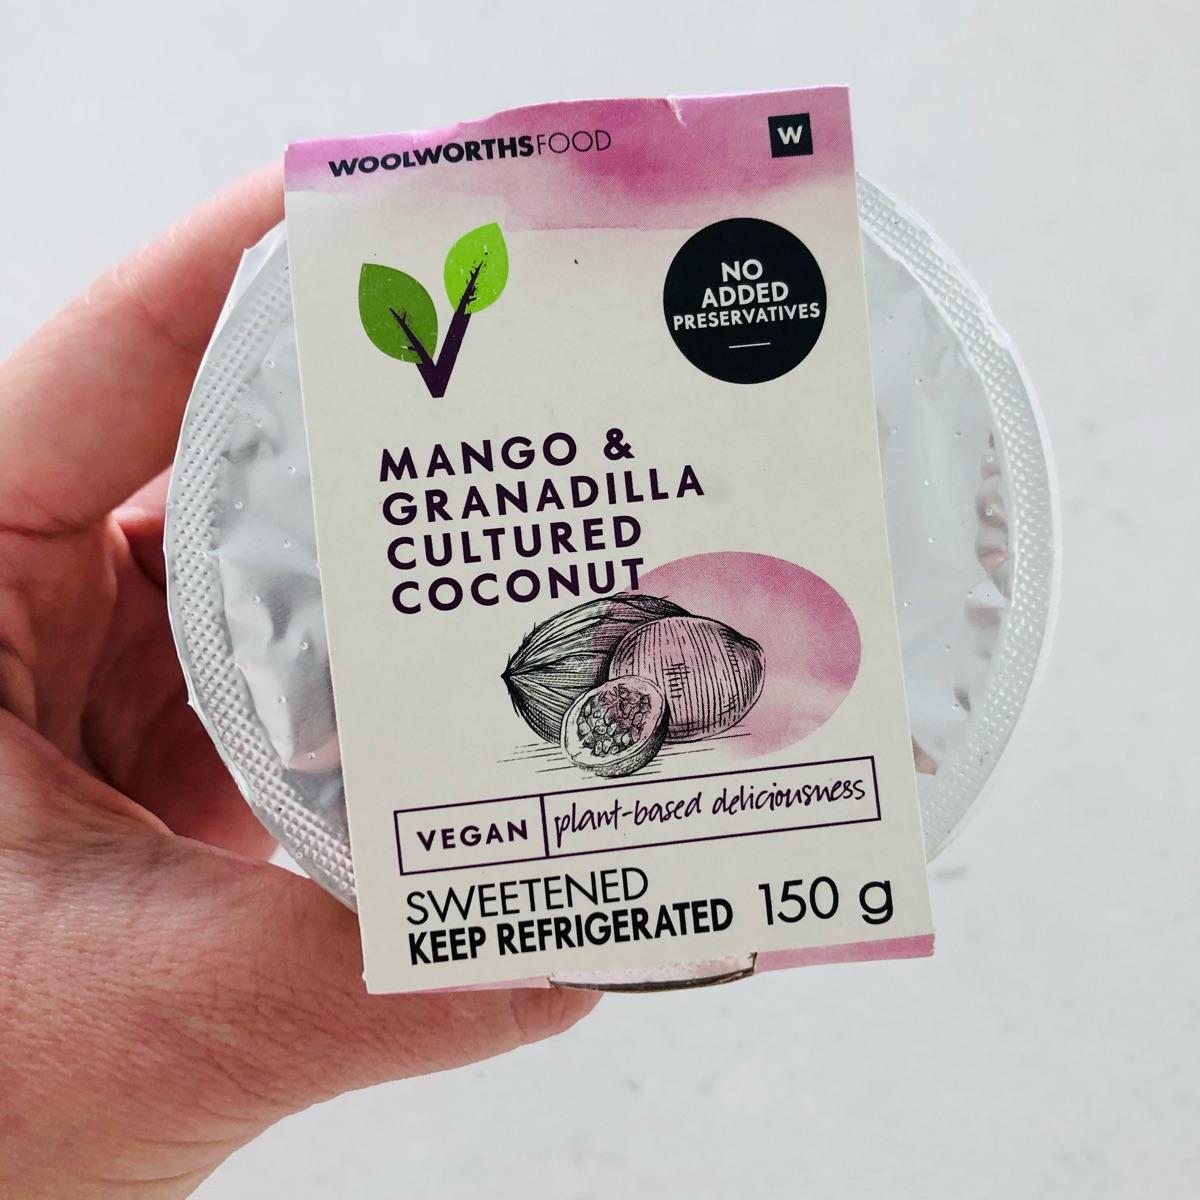 WOOLWORTHSFOOD
W
NO
ADDED
PRESERVATIVES
MANGO &
GRANADILLA
CULTURED
COCONUT
VEGAN plant-based deliciousness
SWEETENED
KEEP REFRIGERATED 150 g